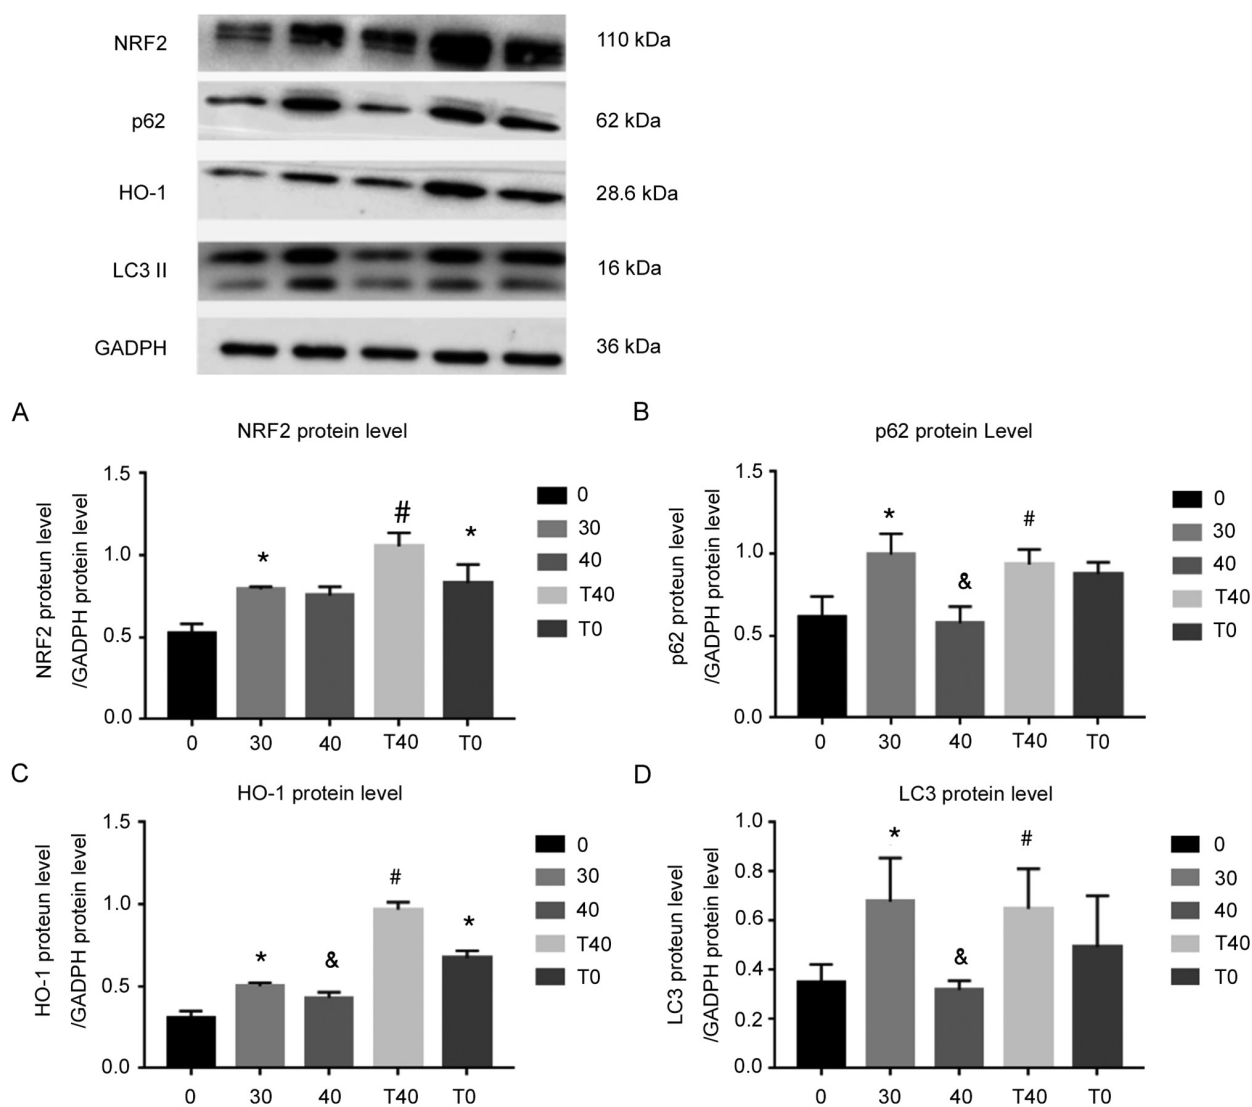 NRF2
110 kDa
p62
62 kDa
HO-1
28.6 kDa
LC3 II
16 kDa
GADPH
36 kDa
A
NRF2 protein level
NRF2 proteun level
/GADPH protein level
1.5
1.0
0.5
0.0
*
#
*
0
30
40
T40
T0
0
30
40
T40
T0
B
p62 protein Level
p62 proteun level
/GADPH protein level
1.5
1.0
0.5
0.0
*
&
#
0
30
40
T40
T0
0
30
40
T40
T0
C
HO-1 protein level
HO-1 proteun level
/GADPH protein level
1.5
1.0
0.5
0.0
*
&
#
*
0
30
40
T40
T0
0
30
40
T40
T0
D
LC3 protein level
LC3 proteun level
/GADPH protein level
1.0
0.8
0.6
0.4
0.2
0.0
*
&
#
0
30
40
T40
T0
0
30
40
T40
T0